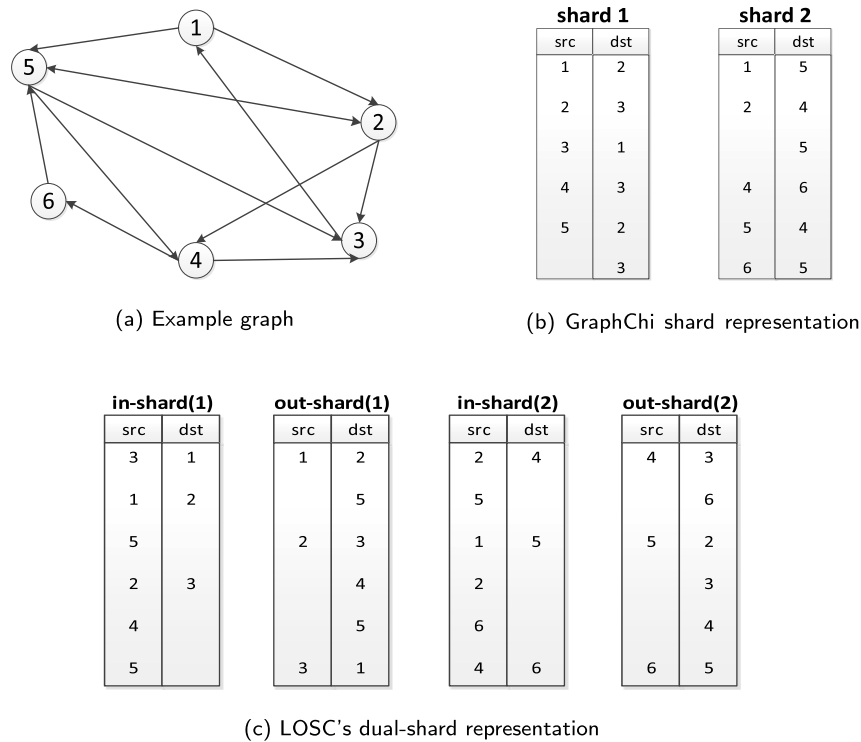 1
5
2
6
3
4
(a) Example graph
shard 1
src dst
1 2
2 3
3 1
4 3
5 2
3
shard 2
src dst
1 5
2 4
5
4 6
5 4
6 5
(b) GraphChi shard representation
in-shard(1)
src dst
3 1
1 2
5
2 3
4
5
out-shard(1)
src dst
1 2
5
2 3
4
5
3 1
in-shard(2)
src dst
2 4
5
1 5
2
6
4 6
out-shard(2)
src dst
4 3
6
5 2
3
4
6 5
(c) LOSC's dual-shard representation